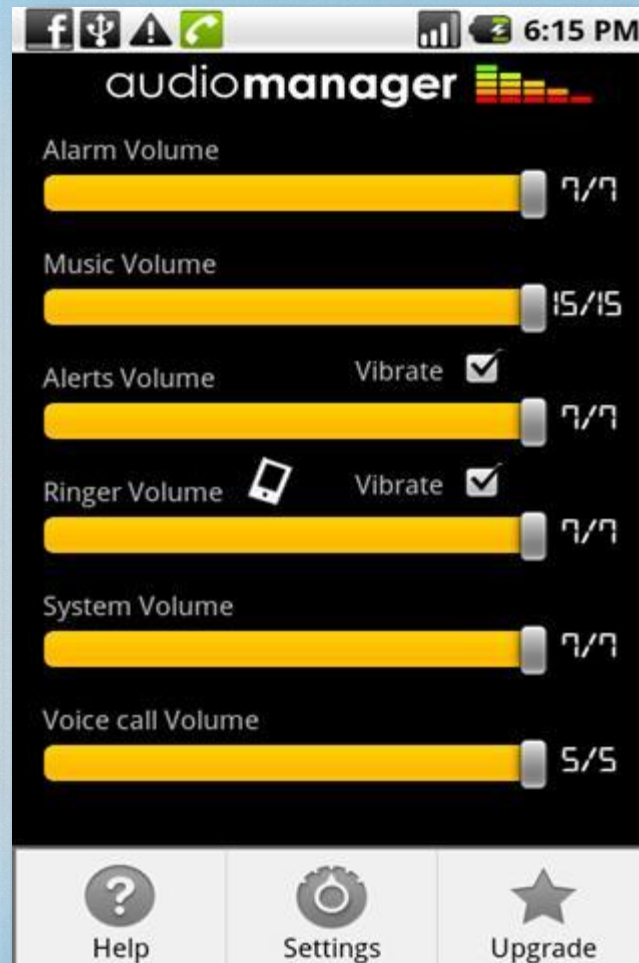 6:15 PM
audiomanager
Alarm Volume
7/7
Music Volume
15/15
Alerts Volume Vibrate
7/7
Ringer Volume Vibrate
7/7
System Volume
7/7
Voice call Volume
5/5
Help Settings Upgrade